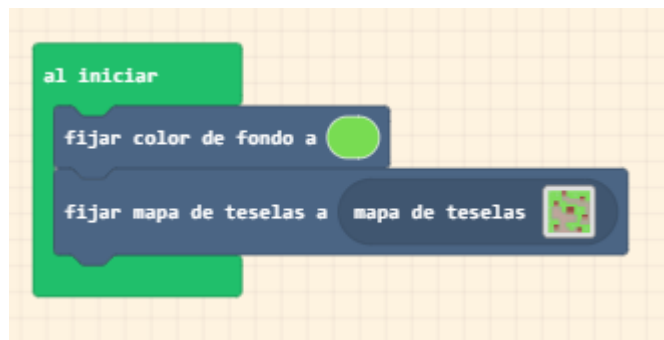 al iniciar
fijar color de fondo a
fijar mapa de teselas a mapa de teselas